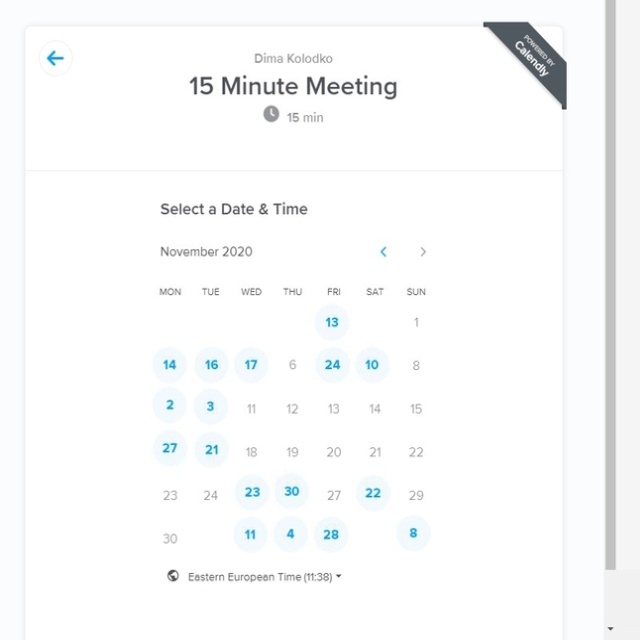 POWERED BY
Calendly
Dima Kolodko
15 Minute Meeting
15 min
Select a Date & Time
November 2020
MON TUE WED THU FRI SAT SUN
13 1
14 16 17 6 24 10 8
2 3 11 12 13 14 15
27 21 18 19 20 21 22
23 24 23 30 27 22 29
30 11 4 28 8
Eastern European Time (11:38)